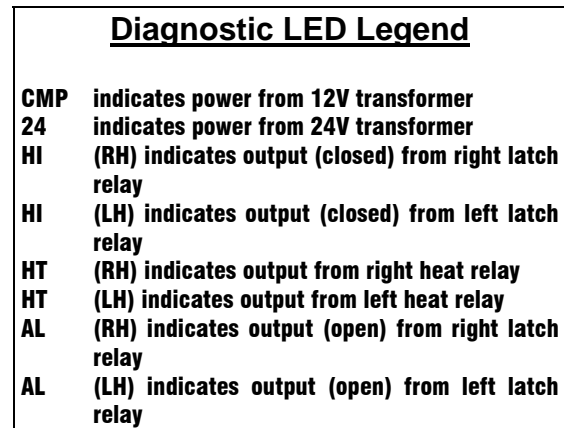 Diagnostic LED Legend
CMP indicates power from 12V transformer
24 indicates power from 24V transformer
HI (RH) indicates output (closed) from right latch
relay
HI (LH) indicates output (closed) from left latch
relay
HT (RH) indicates output from right heat relay
HT (LH) indicates output from left heat relay
AL (RH) indicates output (open) from right latch
relay
AL (LH) indicates output (open) from left latch
relay